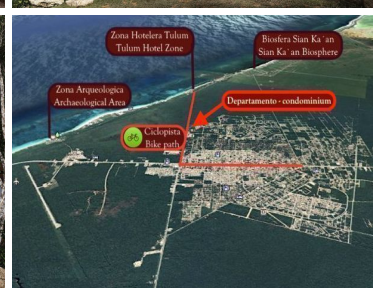 Zona Hotelera Tulum
Tulum Hotel Zone
Biosfera Sian Ka´an
Sian Ka´an Biosphere
Zona Arqueologica
Archaeological Area
Departamento - condominium
Ciclopista
Bike path